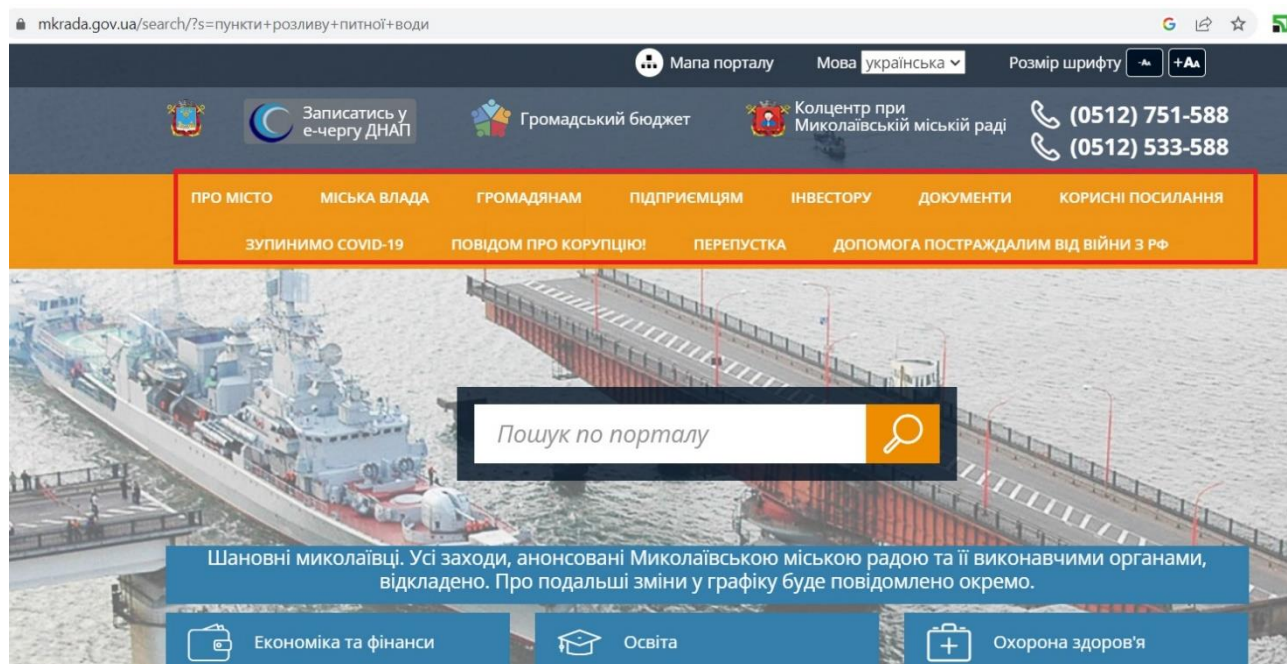 mkrada.gov.ua/search/?s=пункти+розливу+питної+води
Мапа порталу Мова українська Розмір шрифту -Aᴀ +Aᴀ
Записатись у
е-чергу ДНАП
Громадський бюджет
Колцентр при
Миколаївській міській раді
(0512) 751-588
(0512) 533-588
ПРО МІСТО МІСЬКА ВЛАДА ГРОМАДЯНАМ ПІДПРИЄМЦЯМ ІНВЕСТОРУ ДОКУМЕНТИ КОРИСНІ ПОСИЛАННЯ
ЗУПИНИМО COVID-19 ПОВІДОМ ПРО КОРУПЦІЮ! ПЕРЕПУСТКА ДОПОМОГА ПОСТРАЖДАЛИМ ВІД ВІЙНИ З РФ
Пошук по порталу
Шановні миколаївці. Усі заходи, анонсовані Миколаївською міською радою та її виконавчими органами,
відкладено. Про подальші зміни у графіку буде повідомлено окремо.
Економіка та фінанси Освіта Охорона здоров'я